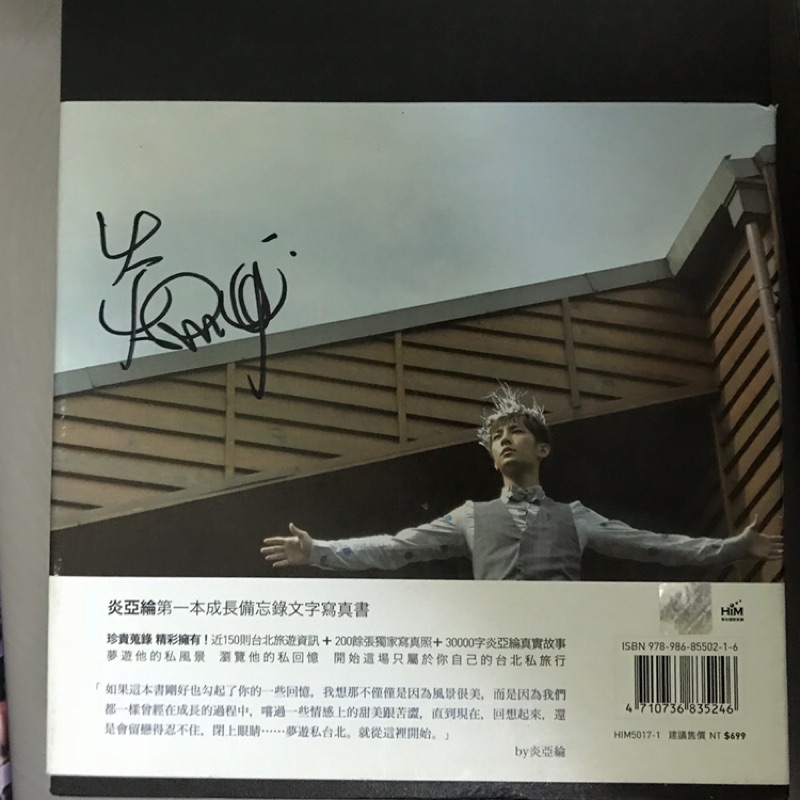 炎亞綸第一本成長備忘錄文字寫真書
珍貴蒐錄 精彩擁有！近150則台北旅遊資訊＋200餘張獨家寫真照＋30000字炎亞綸真實故事
夢遊他的私風景 瀏覽他的私回憶 開始這場只屬於你自己的台北私旅行
「如果這本書剛好也勾起了你的一些回憶，我想那不僅僅是因為風景很美，而是因為我們
都一樣曾經在成長的過程中，嚐過一些情感上的甜美跟苦澀，直到現在，回想起來，還
是會留戀得忍不住，閉上眼睛……夢遊私台北。就從這裡開始。」
by炎亞綸
HIM
ISBN 978-986-85502-1-6
4 710736 835246
HIM5017-1 建議售價 NT $699